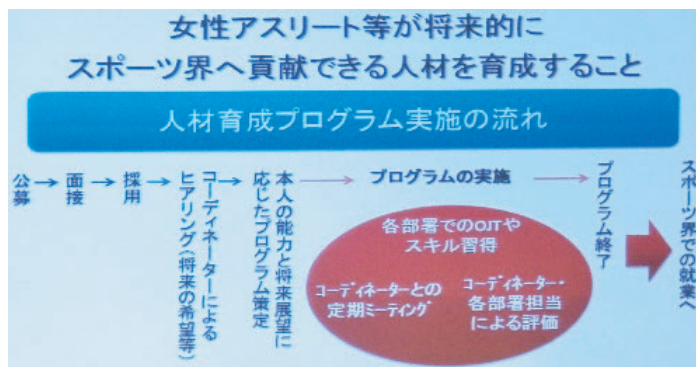 女性アスリート等が将来的に
スポーツ界へ貢献できる人材を育成すること
人材育成プログラム実施の流れ
公募
→
面接
→
採用
→
コーディネーターによる
ヒアリング(将来の希望等)
→
本人の能力と将来展望に
応じたプログラム策定
→
プログラムの実施
各部署でのOJTや
スキル習得
コーディネーターとの
定期ミーティング
コーディネーター・
各部署担当
による評価
→
プログラム終了
スポーツ界での就業へ